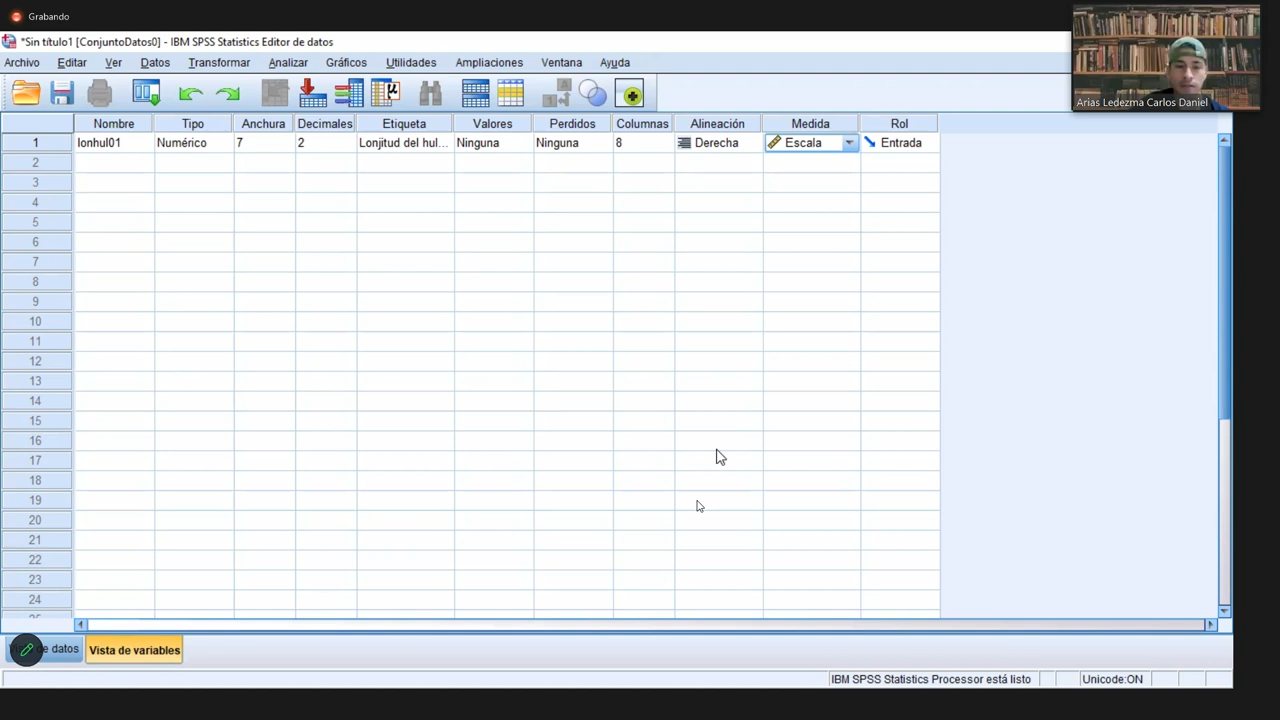 Grabando
*Sin título1 [ConjuntoDatos0] - IBM SPSS Statistics Editor de datos
Archivo Editar Ver Datos Transformar Analizar Gráficos Utilidades Ampliaciones Ventana Ayuda
Arias Ledezma Carlos Daniel
Nombre Tipo Anchura Decimales Etiqueta Valores Perdidos Columnas Alineación Medida Rol
1 lonhul01 Numérico 7 2 Lonjitud del hul... Ninguna Ninguna 8 Derecha Escala Entrada
2
3
4
5
6
7
8
9
10
11
12
13
14
15
16
17
18
19
20
21
22
23
24
de datos Vista de variables
IBM SPSS Statistics Processor está listo Unicode:ON